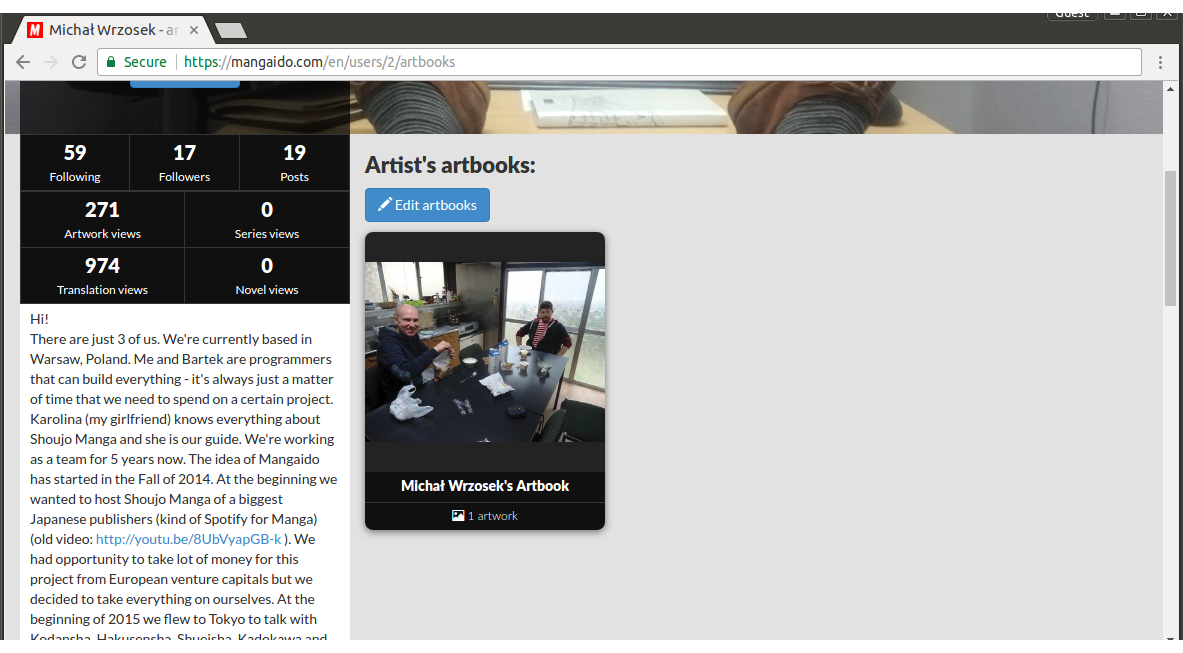 Guest
Michał Wrzosek - ar
Secure
https://mangaido.com/en/users/2/artbooks
59
Following
17
Followers
19
Posts
271
Artwork views
0
Series views
974
Translation views
0
Novel views
Hi!
There are just 3 of us. We're currently based in
Warsaw, Poland. Me and Bartek are programmers
that can build everything - it's always just a matter
of time that we need to spend on a certain project.
Karolina (my girlfriend) knows everything about
Shoujo Manga and she is our guide. We're working
as a team for 5 years now. The idea of Mangaido
has started in the Fall of 2014. At the beginning we
wanted to host Shoujo Manga of a biggest
Japanese publishers (kind of Spotify for Manga)
(old video: http://youtu.be/8UbVyapGB-k ). We
had opportunity to take lot of money for this
project from European venture capitals but we
decided to take everything on ourselves. At the
beginning of 2015 we flew to Tokyo to talk with
Kodansha, Hakusensha, Shueisha, Kadokawa and
Artist's artbooks:
Edit artbooks
Michał Wrzosek's Artbook
1 artwork